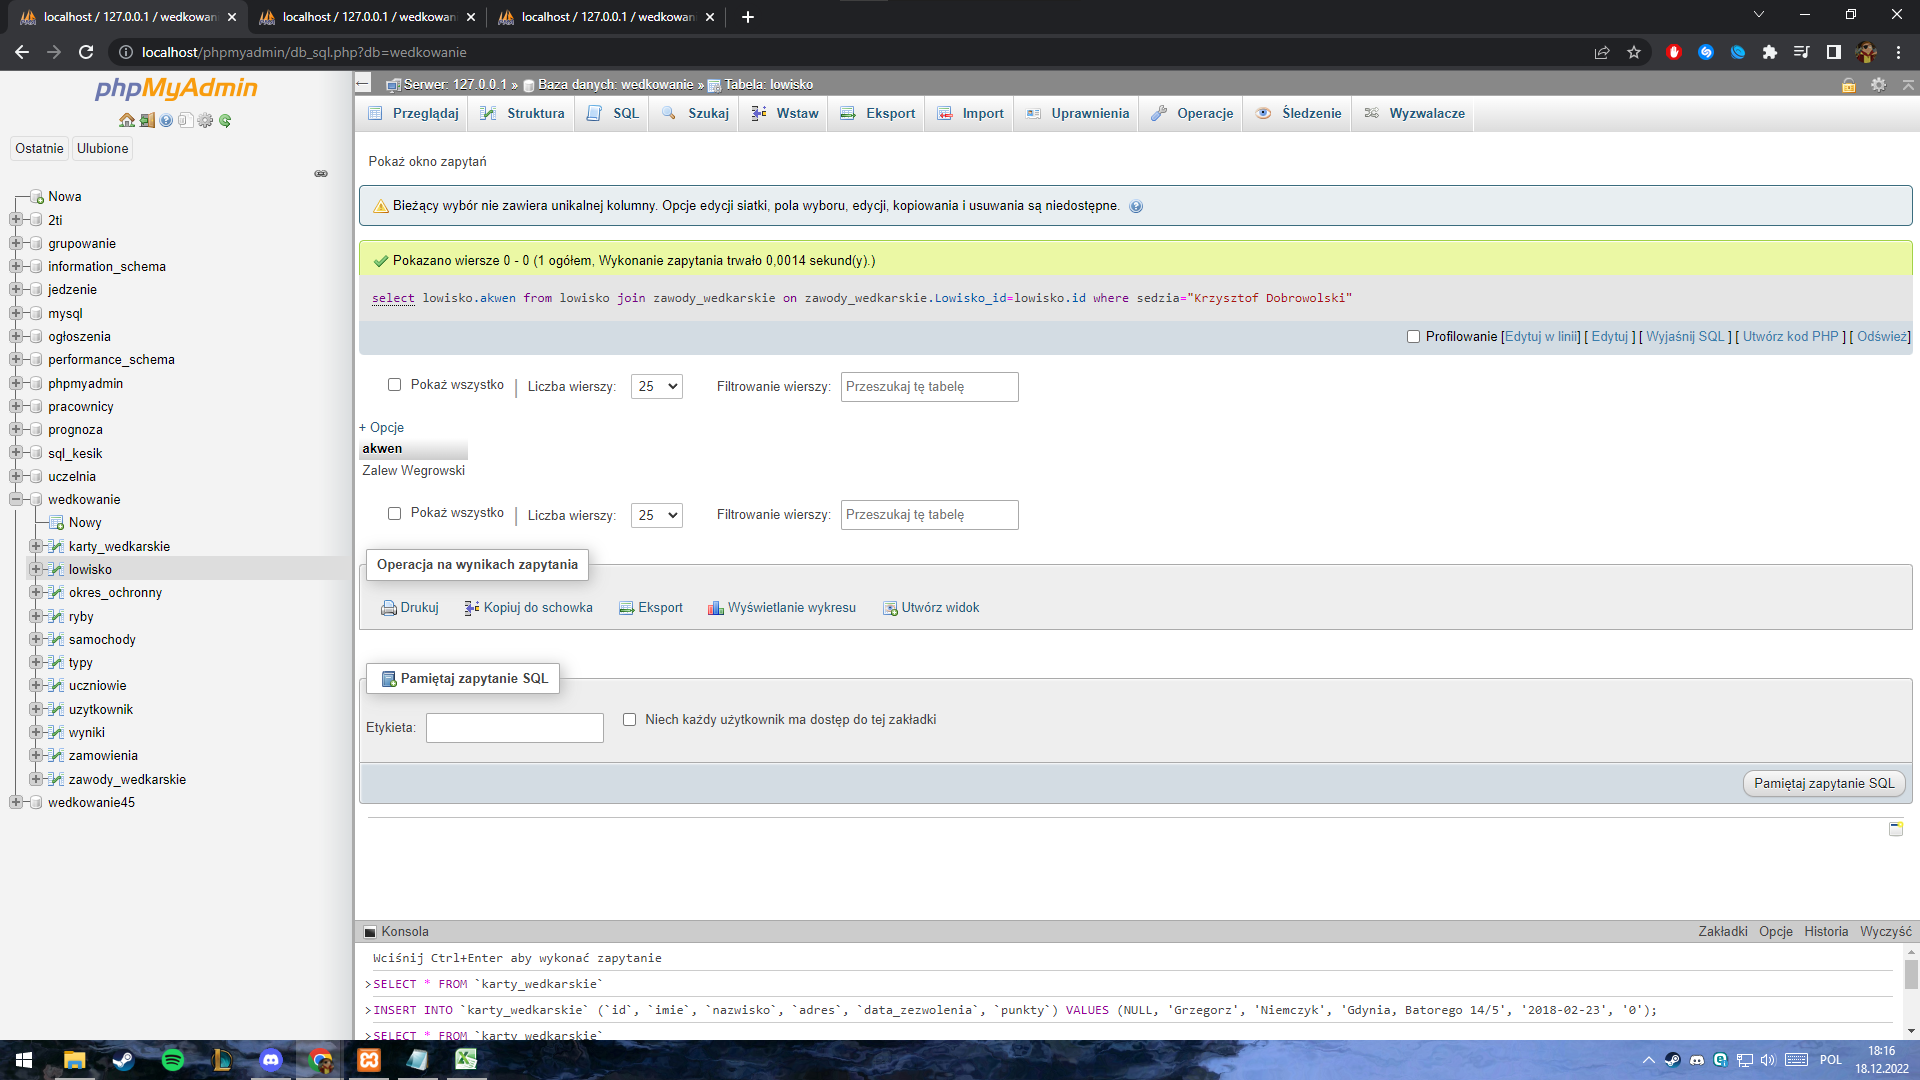 localhost / 127.0.0.1 / wedkowan
localhost / 127.0.0.1 / wedkowan
localhost / 127.0.0.1 / wedkowan
localhost/phpmyadmin/db_sql.php?db=wedkowanie
phpMyAdmin
Ostatnie
Ulubione
Nowa
2ti
grupowanie
information_schema
jedzenie
mysql
ogłoszenia
performance_schema
phpmyadmin
pracownicy
prognoza
sql_kesik
uczelnia
wedkowanie
Nowy
karty_wedkarskie
lowisko
okres_ochronny
ryby
samochody
typy
uczniowie
uzytkownik
wyniki
zamowienia
zawody_wedkarskie
wedkowanie45
Serwer: 127.0.0.1 » Baza danych: wedkowanie » Tabela: lowisko
Przeglądaj Struktura SQL Szukaj Wstaw Eksport Import Uprawnienia Operacje Śledzenie Wyzwalacze
Pokaż okno zapytań
Bieżący wybór nie zawiera unikalnej kolumny. Opcje edycji siatki, pola wyboru, edycji, kopiowania i usuwania są niedostępne.
Pokazano wiersze 0 - 0 (1 ogółem, Wykonanie zapytania trwało 0,0014 sekund(y).)
select lowisko.akwen from lowisko join zawody_wedkarskie on zawody_wedkarskie.Lowisko_id=lowisko.id where sedzia="Krzysztof Dobrowolski"
Profilowanie [Edytuj w linii] [ Edytuj ] [ Wyjaśnij SQL ] [ Utwórz kod PHP ] [ Odśwież]
Pokaż wszystko | Liczba wierszy: 25 Filtrowanie wierszy: Przeszukaj tę tabelę
+ Opcje
akwen
Zalew Wegrowski
Pokaż wszystko | Liczba wierszy: 25 Filtrowanie wierszy: Przeszukaj tę tabelę
Operacja na wynikach zapytania
Drukuj Kopiuj do schowka Eksport Wyświetlanie wykresu Utwórz widok
Pamiętaj zapytanie SQL
Etykieta: Niech każdy użytkownik ma dostęp do tej zakładki
Pamiętaj zapytanie SQL
Konsola Zakładki Opcje Historia Wyczyść
Wciśnij Ctrl+Enter aby wykonać zapytanie
>SELECT * FROM `karty_wedkarskie`
>INSERT INTO `karty_wedkarskie` (`id`, `imie`, `nazwisko`, `adres`, `data_zezwolenia`, `punkty`) VALUES (NULL, 'Grzegorz', 'Niemczyk', 'Gdynia, Batorego 14/5', '2018-02-23', '0');
>SELECT * FROM `karty_wedkarskie`
POL
18:16
18.12.2022